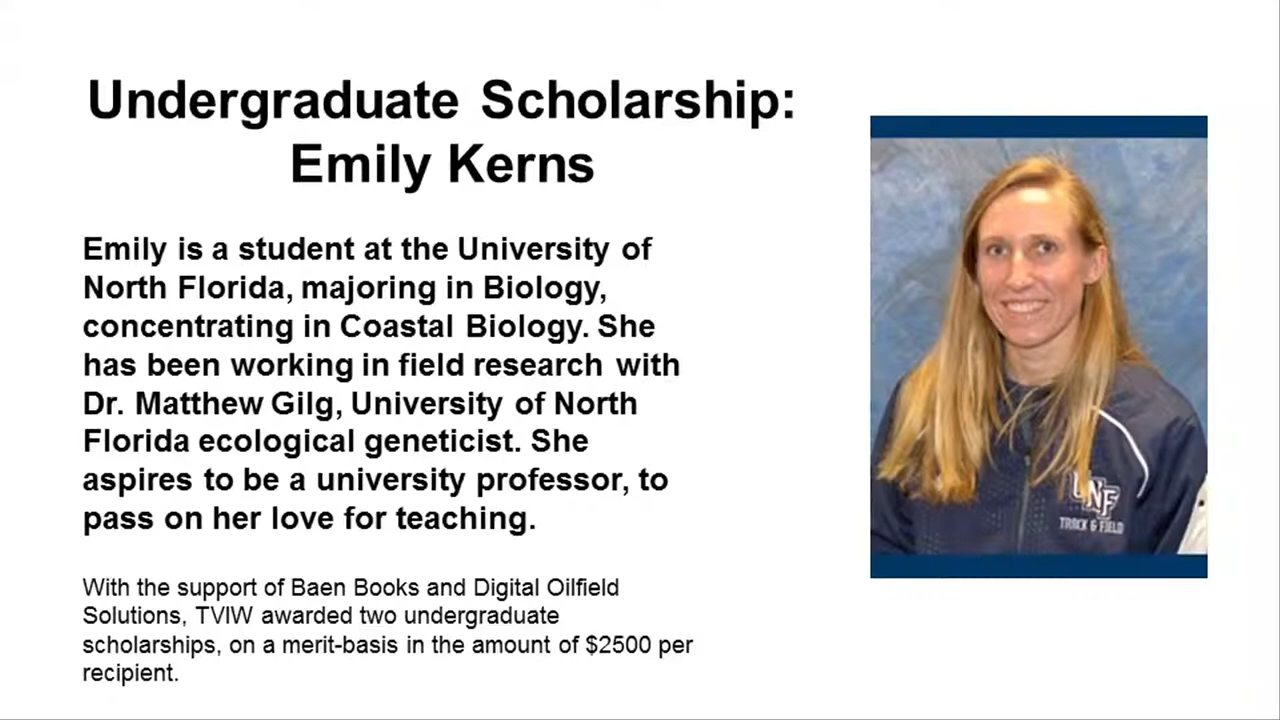 Undergraduate Scholarship:
Emily Kerns
Emily is a student at the University of
North Florida, majoring in Biology,
concentrating in Coastal Biology. She
has been working in field research with
Dr. Matthew Gilg, University of North
Florida ecological geneticist. She
aspires to be a university professor, to
pass on her love for teaching.
With the support of Baen Books and Digital Oilfield
Solutions, TVIW awarded two undergraduate
scholarships, on a merit-basis in the amount of $2500 per
recipient.
UNF
TRACK & FIELD